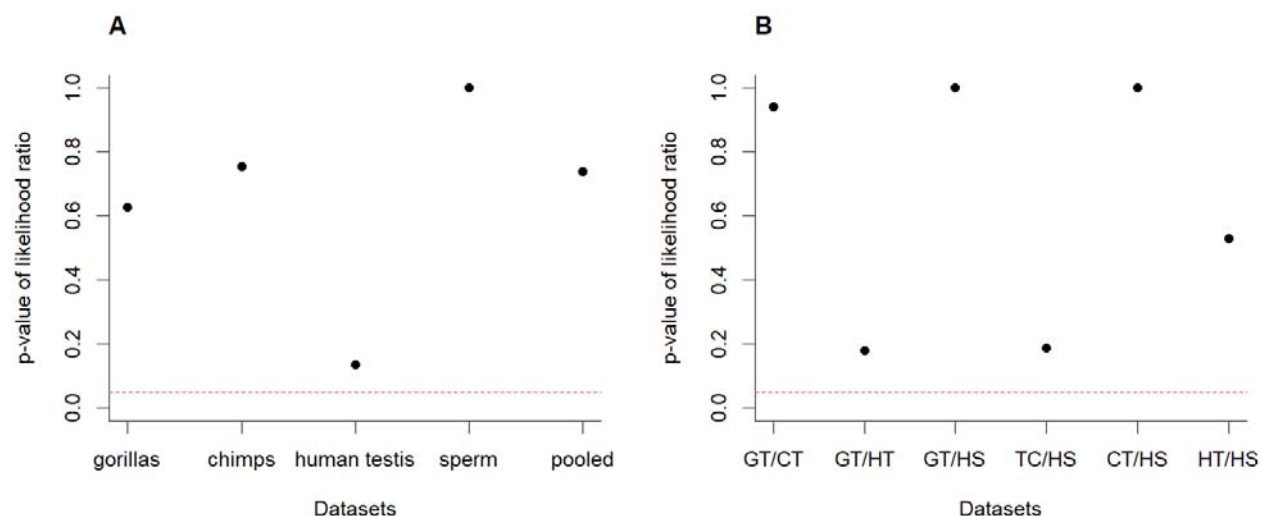 A
p-value of likelihood ratio
1.0
0.8
0.6
0.4
0.2
0.0
gorillas chimps human testis sperm pooled
Datasets
B
p-value of likelihood ratio
1.0
0.8
0.6
0.4
0.2
0.0
GT/CT GT/HT GT/HS TC/HS CT/HS HT/HS
Datasets